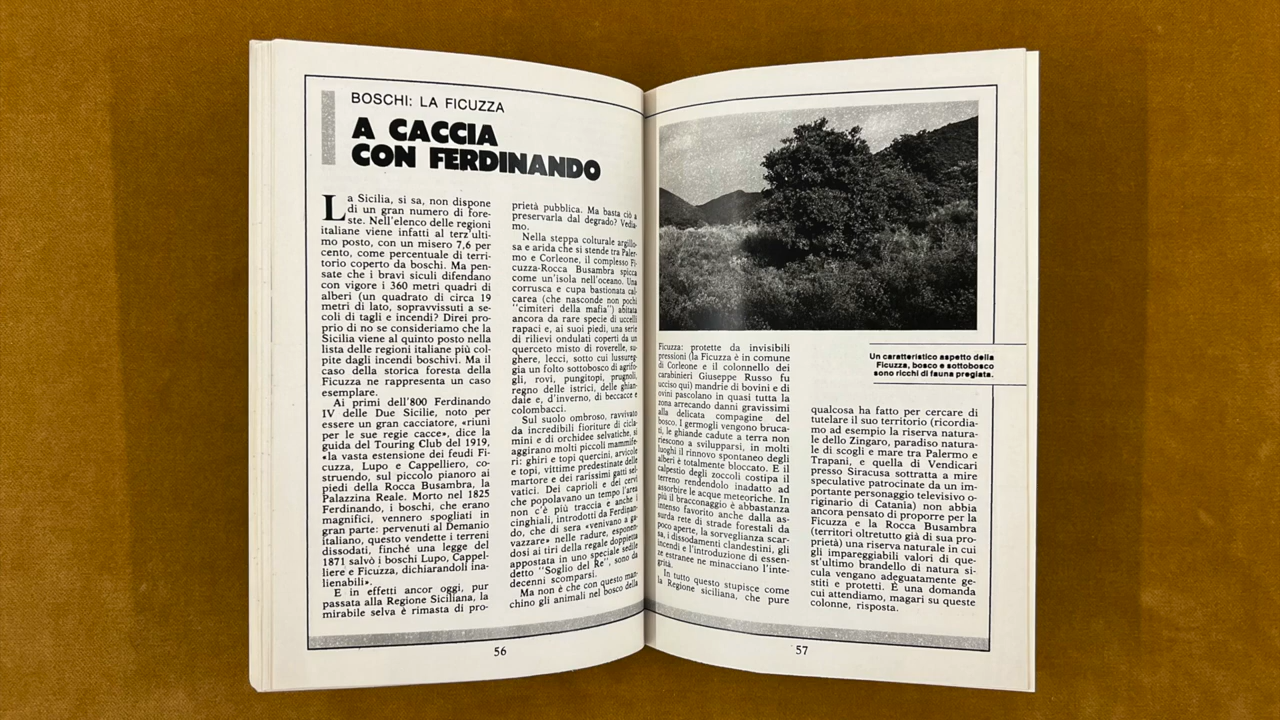 BOSCHI: LA FICUZZA
A CACCIA
CON FERDINANDO
La Sicilia, si sa, non dispone
di un gran numero di fore-
ste. Nell'elenco delle regioni
italiane viene infatti al terz'ulti-
mo posto, con un misero 7,6 per
cento, come percentuale di terri-
torio coperto da boschi. Ma pen-
sate che i bravi siculi difendano
con vigore i 360 metri quadri di
alberi (un quadrato di circa 19
metri di lato, sopravvissuti a se-
coli di tagli e incendi? Direi pro-
prio di no se consideriamo che la
Sicilia viene al quinto posto nella
lista delle regioni italiane più col-
pite dagli incendi boschivi. Ma il
caso della storica foresta della
Ficuzza ne rappresenta un caso
esemplare.
Ai primi dell'800 Ferdinando
IV delle Due Sicilie, noto per
essere un gran cacciatore, «riuni
per le sue regie cacce», dice la
guida del Touring Club del 1919,
«la vasta estensione dei feudi Fi-
cuzza, Lupo e Cappelliero, co-
struendo, sul piccolo pianoro ai
piedi della Rocca Busambra, la
Palazzina Reale. Morto nel 1825
Ferdinando, i boschi, che erano
magnifici, vennero spogliati in
gran parte: pervenuti al Demanio
italiano, questo vendette i terreni
dissodati, finché una legge del
1871 salvò i boschi Lupo, Cappel-
liere e Ficuzza, dichiarandoli ina-
lienabili».
E in effetti ancor oggi, pur
passata alla Regione Siciliana, la
mirabile selva è rimasta di pro-
prietà pubblica. Ma basta ciò a
preservarla dal degrado? Vedia-
mo.
Nella steppa colturale argillo-
sa e arida che si stende tra Paler-
mo e Corleone, il complesso Fi-
cuzza-Rocca Busambra spicca
come un'isola nell'oceano. Una
corrusca e cupa bastionata cal-
carea (che nasconde non pochi
"cimiteri della mafia") abitata
ancora da rare specie di uccelli
rapaci e, ai suoi piedi, una serie
di rilievi ondulati coperti da un
querceto misto di roverelle, su-
ghere, lecci, sotto cui lussureg-
gia un folto sottobosco di agrifo-
gli, rovi, pungitopi, prugnoli,
regno delle istrici, delle ghian-
daie e, d'inverno, di beccacce e
colombacci.
Sul suolo ombroso, ravvivato
da incredibili fioriture di cicla-
mini e di orchidee selvatiche, si
aggirano molti piccoli mammife-
ri: ghiri e topi quercini, arvicole
e topi, vittime predestinate delle
martore e dei rarissimi gatti sel-
vatici. Dei caprioli e dei cervi
che popolavano un tempo l'area
non c'è più traccia e anche i
cinghiali, introdotti da Ferdinan-
do, che di sera «venivano a ga-
vazzare» nelle radure, esponen-
dosi ai tiri della regale doppietta
appostata in uno speciale sedile
detto "Soglio del Re", sono da
decenni scomparsi.
Ma non è che con questo man-
chino gli animali nel bosco della
Ficuzza: protette da invisibili
pressioni (la Ficuzza è in comune
di Corleone e il colonnello dei
carabinieri Giuseppe Russo fu
ucciso qui) mandrie di bovini e di
ovini pascolano in quasi tutta la
zona arrecando danni gravissimi
alla delicata compagine del
bosco. I germogli vengono bruca-
ti, le ghiande cadute a terra non
riescono a svilupparsi, in molti
luoghi il rinnovo spontaneo degli
alberi è totalmente bloccato. E il
calpestio degli zoccoli costipa il
terreno rendendolo inadatto ad
assorbire le acque meteoriche. In
più il bracconaggio è abbastanza
intenso favorito anche dalla as-
surda rete di strade forestali da
poco aperte, la sorveglianza scar-
sa, i dissodamenti clandestini, gli
incendi e l'introduzione di essen-
ze estranee ne minacciano l'inte-
grità.
In tutto questo stupisce come
la Regione siciliana, che pure
Un caratteristico aspetto della
Ficuzza, bosco e sottobosco
sono ricchi di fauna pregiata.
qualcosa ha fatto per cercare di
tutelare il suo territorio (ricordia-
mo ad esempio la riserva natura-
le dello Zingaro, paradiso natura-
le di scogli e mare tra Palermo e
Trapani, e quella di Vendicari
presso Siracusa sottratta a mire
speculative patrocinate da un im-
portante personaggio televisivo o-
riginario di Catania) non abbia
ancora pensato di proporre per la
Ficuzza e la Rocca Busambra
(territori oltretutto già di sua pro-
prietà) una riserva naturale in cui
gli impareggiabili valori di que-
st'ultimo brandello di natura si-
cula vengano adeguatamente ge-
stiti e protetti. È una domanda
cui attendiamo, magari su queste
colonne, risposta.
56
57